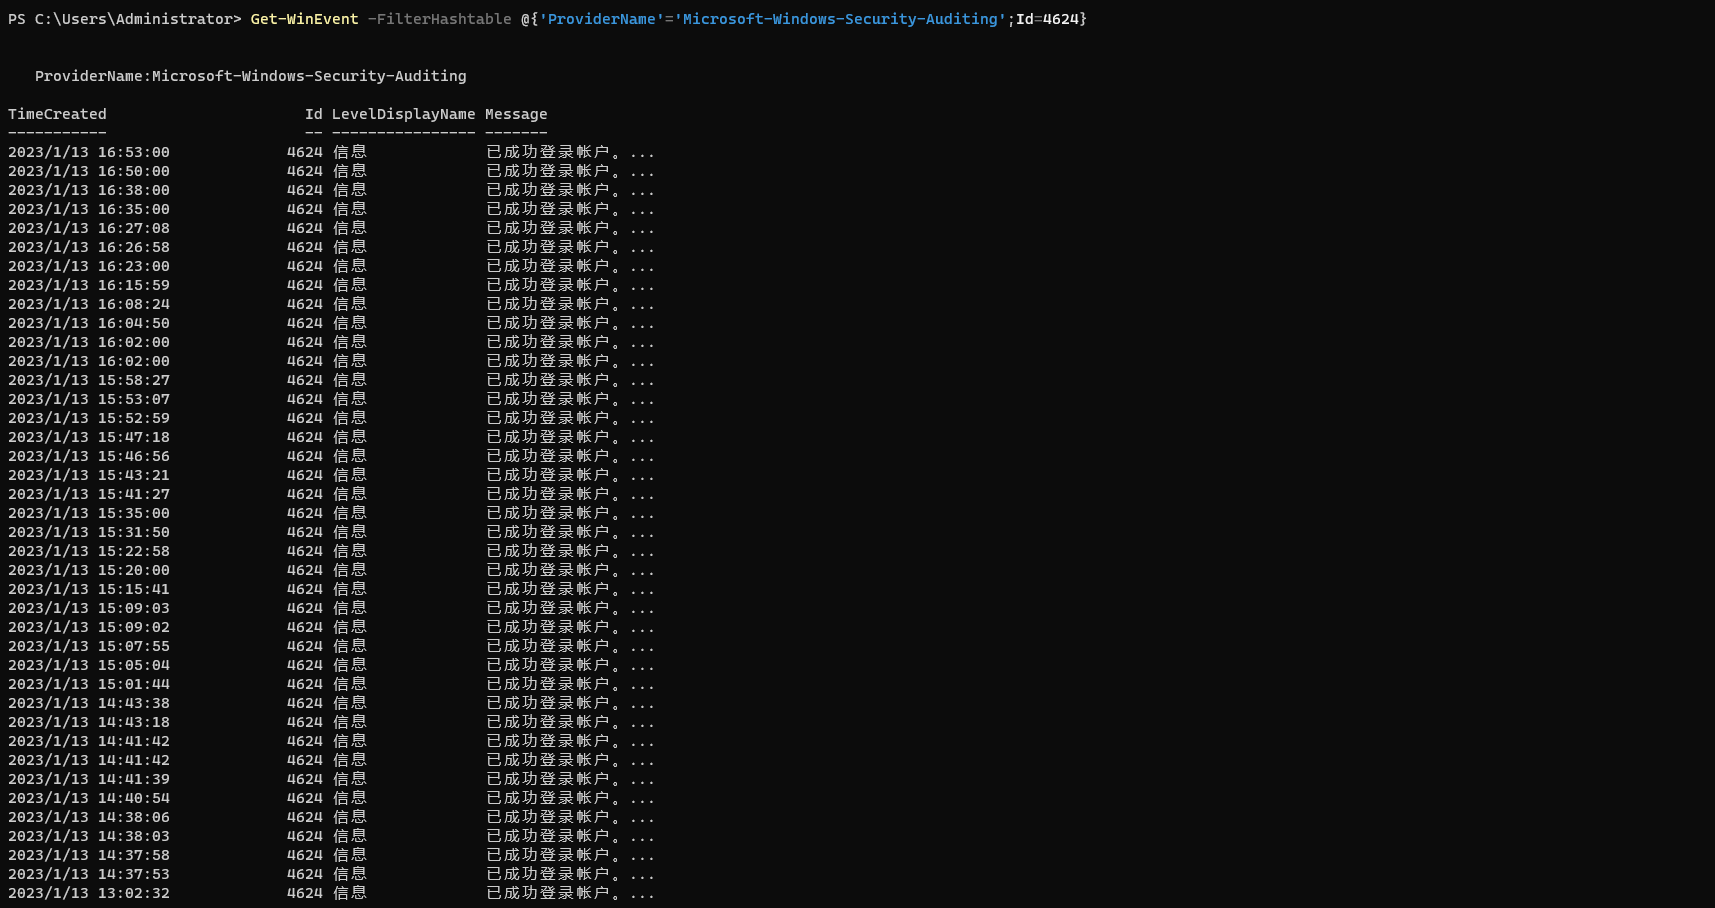 PS C:\Users\Administrator> Get-WinEvent -FilterHashtable @{'ProviderName'='Microsoft-Windows-Security-Auditing';Id=4624}
ProviderName:Microsoft-Windows-Security-Auditing
TimeCreated                      Id LevelDisplayName Message
-----------                      -- ---------------- -------
2023/1/13 16:53:00             4624 信息             已成功登录帐户。...
2023/1/13 16:50:00             4624 信息             已成功登录帐户。...
2023/1/13 16:38:00             4624 信息             已成功登录帐户。...
2023/1/13 16:35:00             4624 信息             已成功登录帐户。...
2023/1/13 16:27:08             4624 信息             已成功登录帐户。...
2023/1/13 16:26:58             4624 信息             已成功登录帐户。...
2023/1/13 16:23:00             4624 信息             已成功登录帐户。...
2023/1/13 16:15:59             4624 信息             已成功登录帐户。...
2023/1/13 16:08:24             4624 信息             已成功登录帐户。...
2023/1/13 16:04:50             4624 信息             已成功登录帐户。...
2023/1/13 16:02:00             4624 信息             已成功登录帐户。...
2023/1/13 16:02:00             4624 信息             已成功登录帐户。...
2023/1/13 15:58:27             4624 信息             已成功登录帐户。...
2023/1/13 15:53:07             4624 信息             已成功登录帐户。...
2023/1/13 15:52:59             4624 信息             已成功登录帐户。...
2023/1/13 15:47:18             4624 信息             已成功登录帐户。...
2023/1/13 15:46:56             4624 信息             已成功登录帐户。...
2023/1/13 15:43:21             4624 信息             已成功登录帐户。...
2023/1/13 15:41:27             4624 信息             已成功登录帐户。...
2023/1/13 15:35:00             4624 信息             已成功登录帐户。...
2023/1/13 15:31:50             4624 信息             已成功登录帐户。...
2023/1/13 15:22:58             4624 信息             已成功登录帐户。...
2023/1/13 15:20:00             4624 信息             已成功登录帐户。...
2023/1/13 15:15:41             4624 信息             已成功登录帐户。...
2023/1/13 15:09:03             4624 信息             已成功登录帐户。...
2023/1/13 15:09:02             4624 信息             已成功登录帐户。...
2023/1/13 15:07:55             4624 信息             已成功登录帐户。...
2023/1/13 15:05:04             4624 信息             已成功登录帐户。...
2023/1/13 15:01:44             4624 信息             已成功登录帐户。...
2023/1/13 14:43:38             4624 信息             已成功登录帐户。...
2023/1/13 14:43:18             4624 信息             已成功登录帐户。...
2023/1/13 14:41:42             4624 信息             已成功登录帐户。...
2023/1/13 14:41:42             4624 信息             已成功登录帐户。...
2023/1/13 14:41:39             4624 信息             已成功登录帐户。...
2023/1/13 14:40:54             4624 信息             已成功登录帐户。...
2023/1/13 14:38:06             4624 信息             已成功登录帐户。...
2023/1/13 14:38:03             4624 信息             已成功登录帐户。...
2023/1/13 14:37:58             4624 信息             已成功登录帐户。...
2023/1/13 14:37:53             4624 信息             已成功登录帐户。...
2023/1/13 13:02:32             4624 信息             已成功登录帐户。...